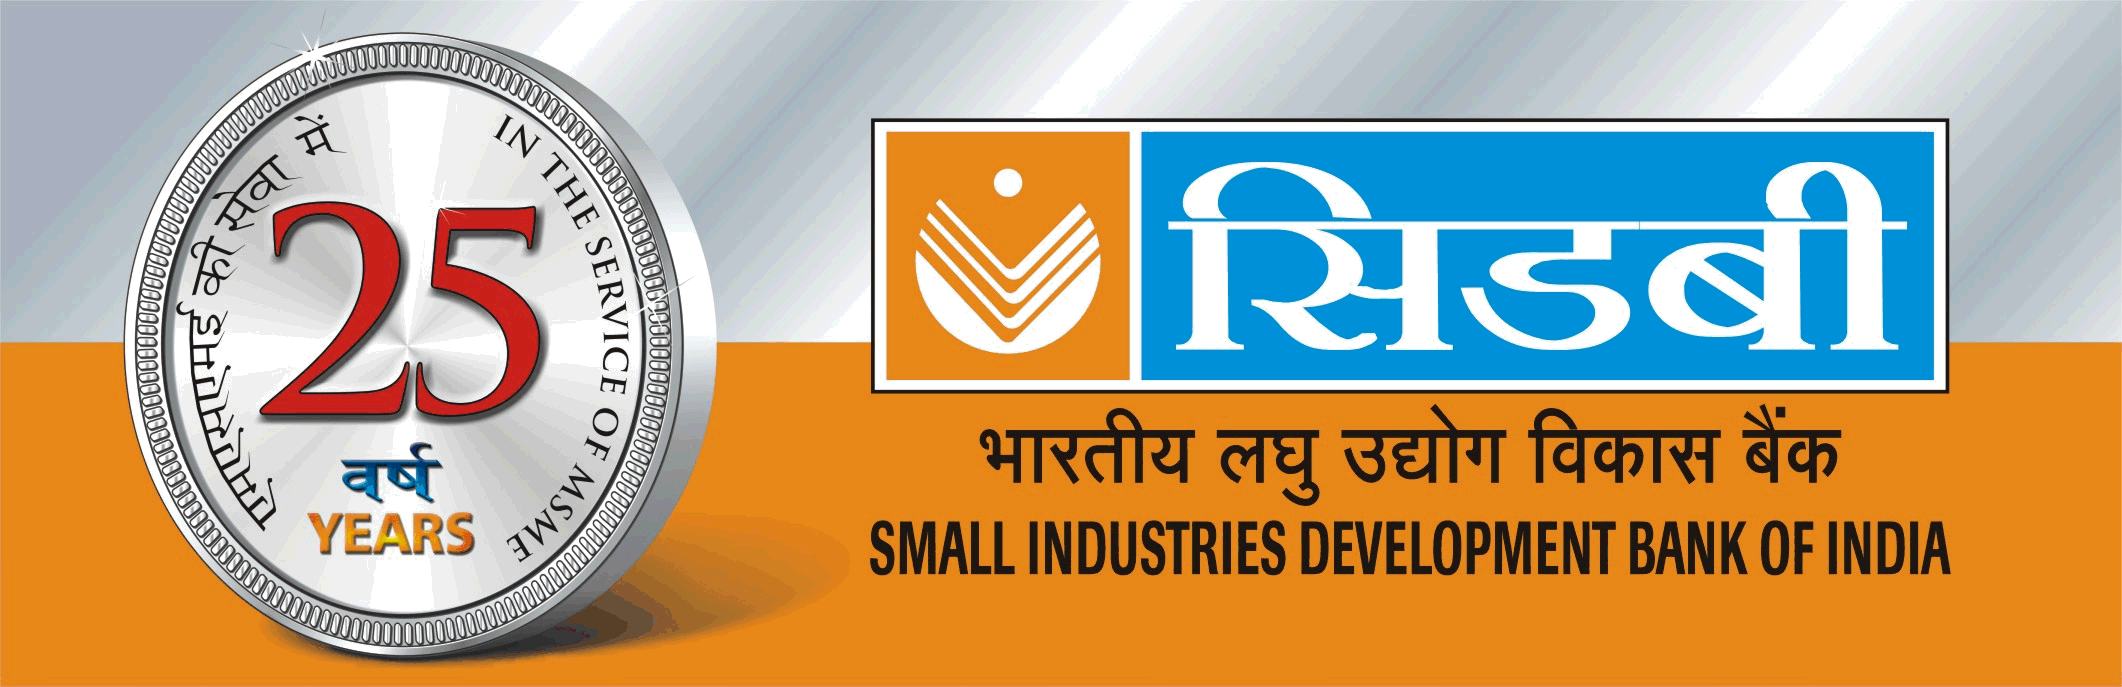 एमएसएमई की सेवा में
IN THE SERVICE OF MSME
25
वर्ष
YEARS
सिडबी
भारतीय लघु उद्योग विकास बैंक
SMALL INDUSTRIES DEVELOPMENT BANK OF INDIA